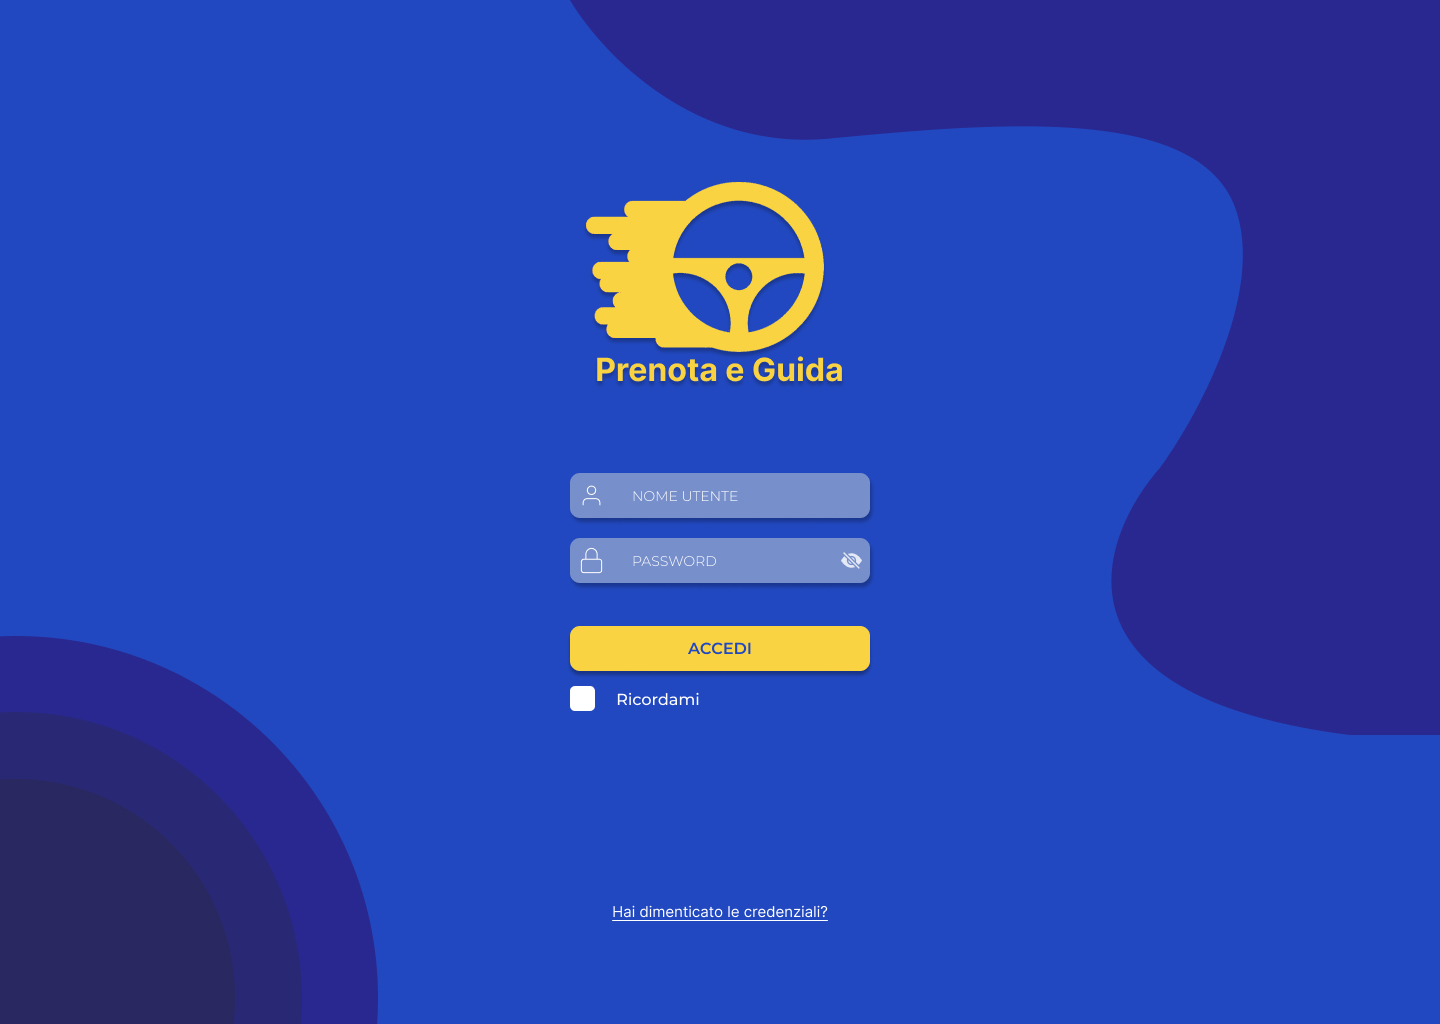 Prenota e Guida
NOME UTENTE
PASSWORD
ACCEDI
Ricordami
Hai dimenticato le credenziali?